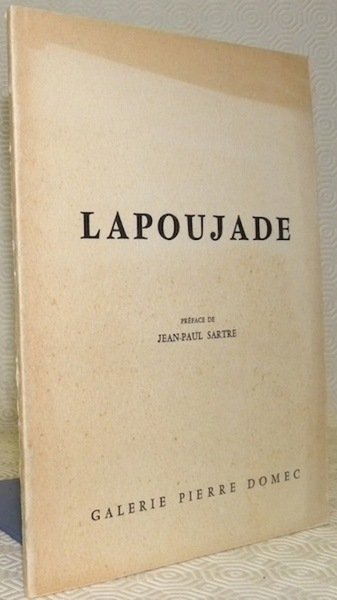 LAPOUJADE
PRÉFACE DE
JEAN-PAUL SARTRE
GALERIE PIERRE DOMEC